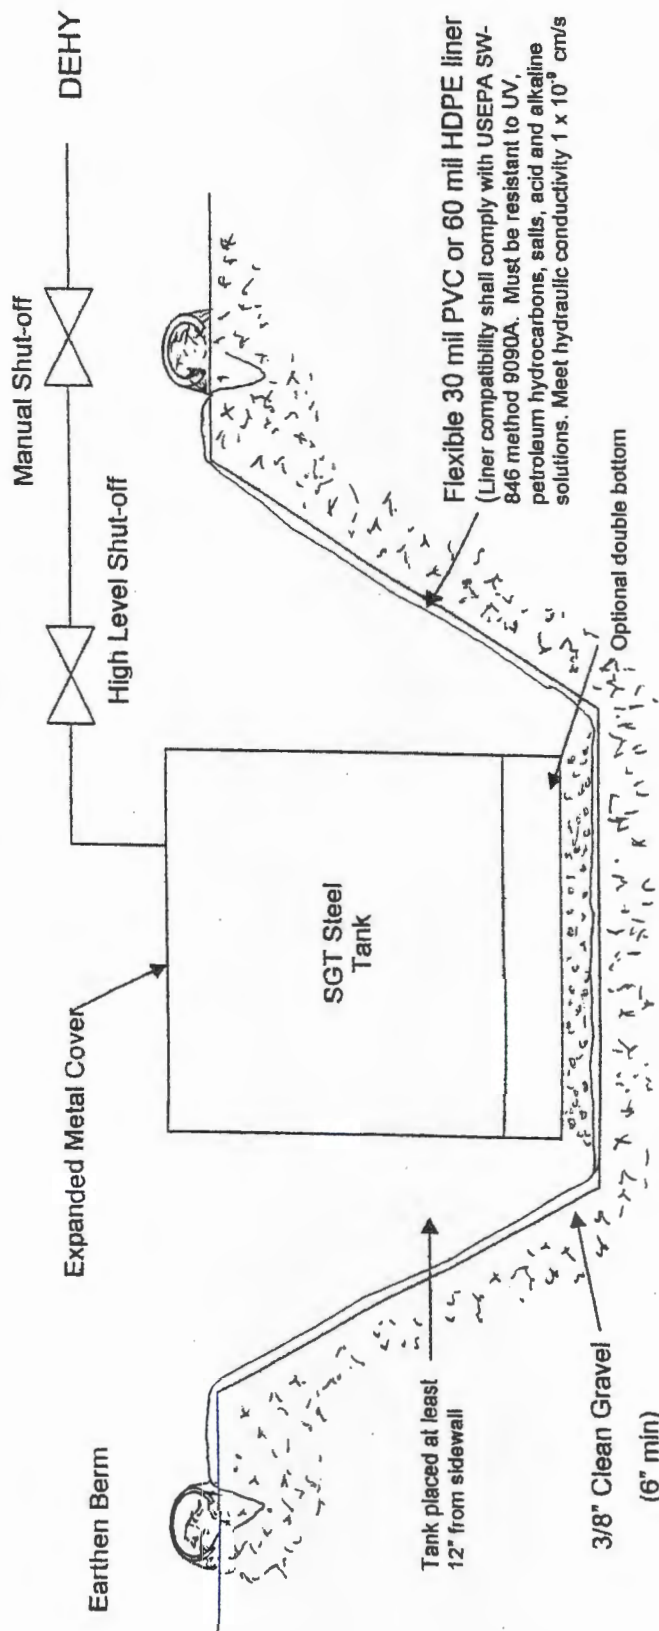 DEHY
Manual Shut-off
High Level Shut-off
Expanded Metal Cover
Earthen Berm
SGT Steel
Tank
Flexible 30 mil PVC or 60 mil HDPE liner
(Liner compatibility shall comply with USEPA SW-
846 method 9090A. Must be resistant to UV,
petroleum hydrocarbons, salts, acid and alkaline
solutions. Meet hydraulic conductivity 1 x 10⁻⁹ cm/s
Optional double bottom
Tank placed at least
12" from sidewall
3/8" Clean Gravel
(6" min)